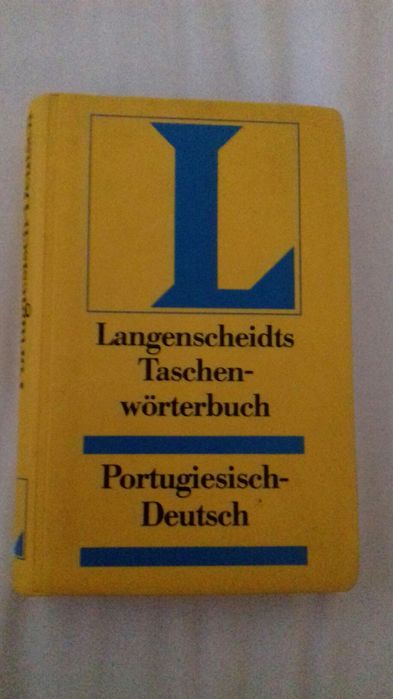 L
Langenscheidts
Taschen-
wörterbuch
Portugiesisch-
Deutsch